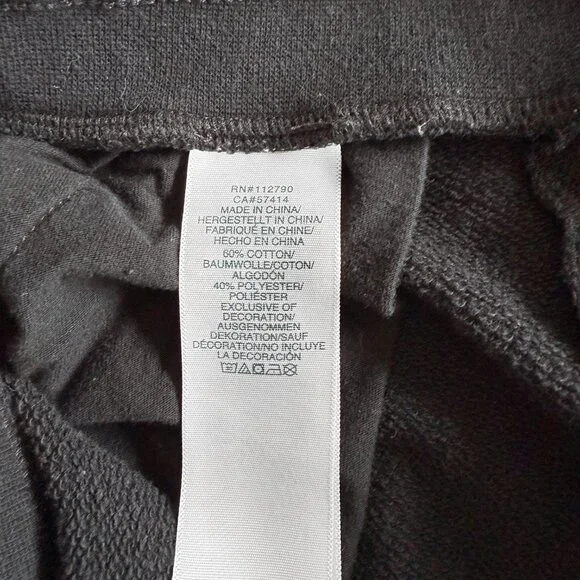 RN#112790
CA#57414
MADE IN CHINA/
HERGESTELLT IN CHINA/
FABRIQUÉ EN CHINE/
HECHO EN CHINA
60% COTTON/
BAUMWOLLE/COTON/
ALGODÓN
40% POLYESTER/
POLIÉSTER
EXCLUSIVE OF
DECORATION/
AUSGENOMMEN
DEKORATION/SAUF
DÉCORATION/NO INCLUYE
LA DECORACIÓN